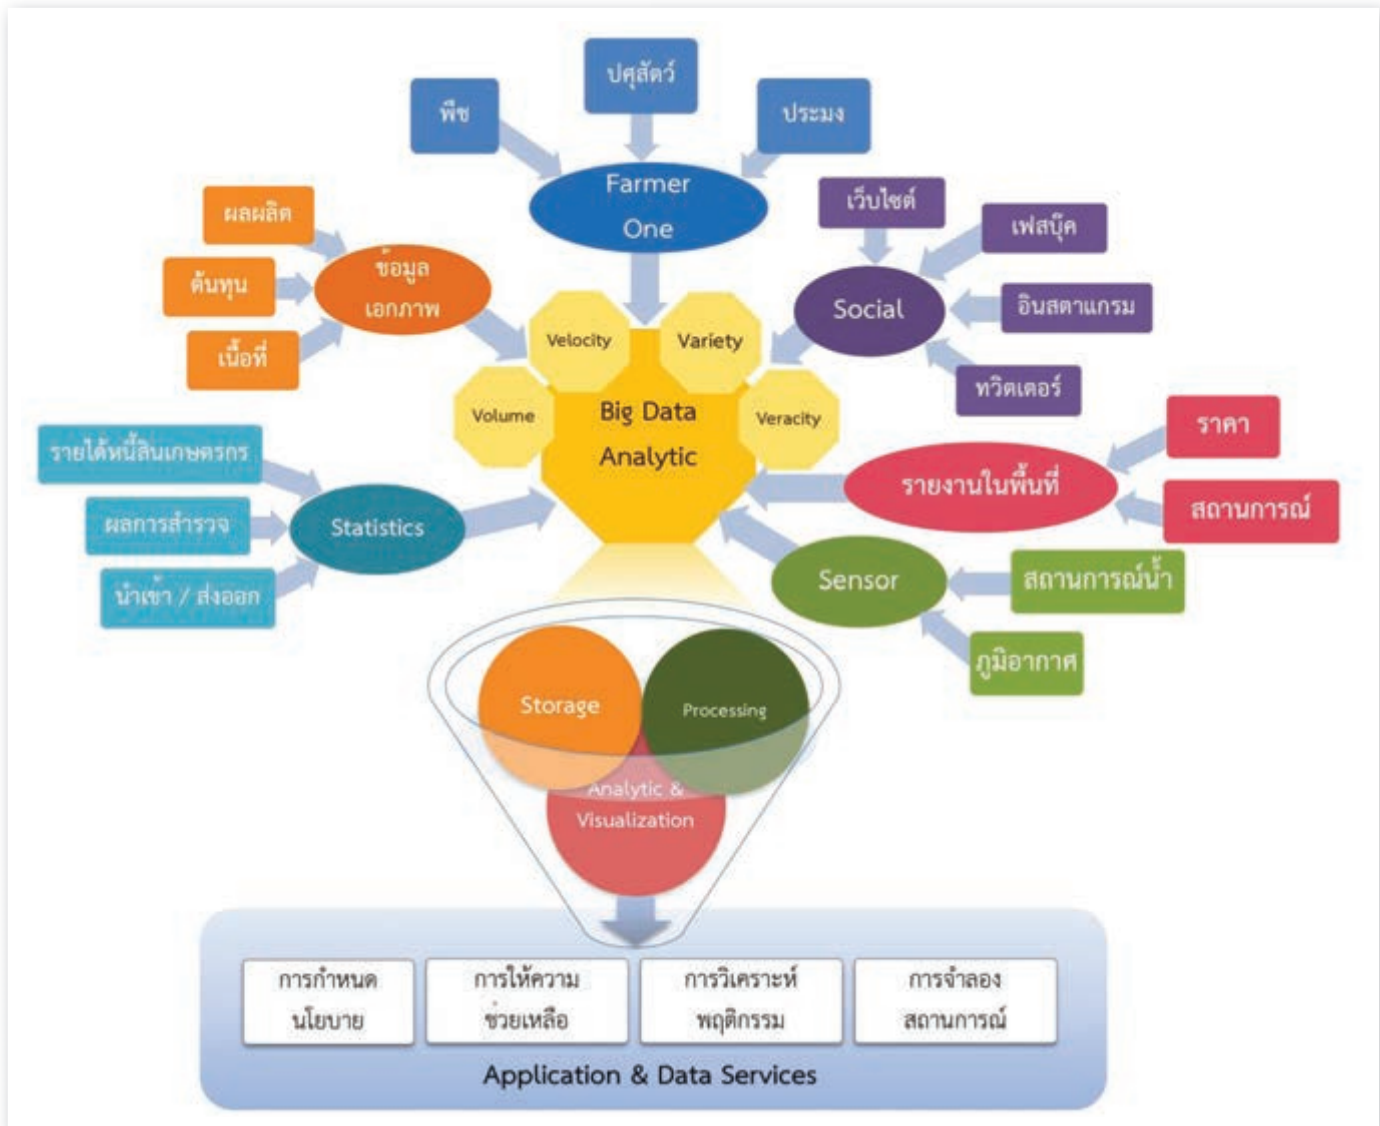 ปศุสัตว์
พืช
ประมง
Farmer
One
ผลผลิต
ต้นทุน
เนื้อที่
ข้อมูล
เอกภาพ
เว็บไซต์
เฟสบุ๊ค
อินสตาแกรม
ทวิตเตอร์
Social
Velocity
Variety
Volume
Veracity
Big Data
Analytic
รายได้หนี้สินเกษตรกร
ผลการสำรวจ
นำเข้า / ส่งออก
Statistics
ราคา
สถานการณ์
รายงานในพื้นที่
Sensor
สถานการณ์น้ำ
ภูมิอากาศ
Storage
Processing
Analytic &
Visualization
การกำหนด
นโยบาย
การให้ความ
ช่วยเหลือ
การวิเคราะห์
พฤติกรรม
การจำลอง
สถานการณ์
Application & Data Services